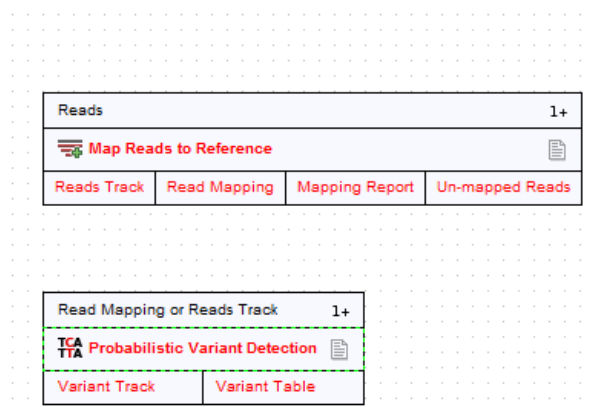 Reads 1+
Map Reads to Reference
Reads Track Read Mapping Mapping Report Un-mapped Reads
Read Mapping or Reads Track 1+
TCA
TTA Probabilistic Variant Detection
Variant Track Variant Table